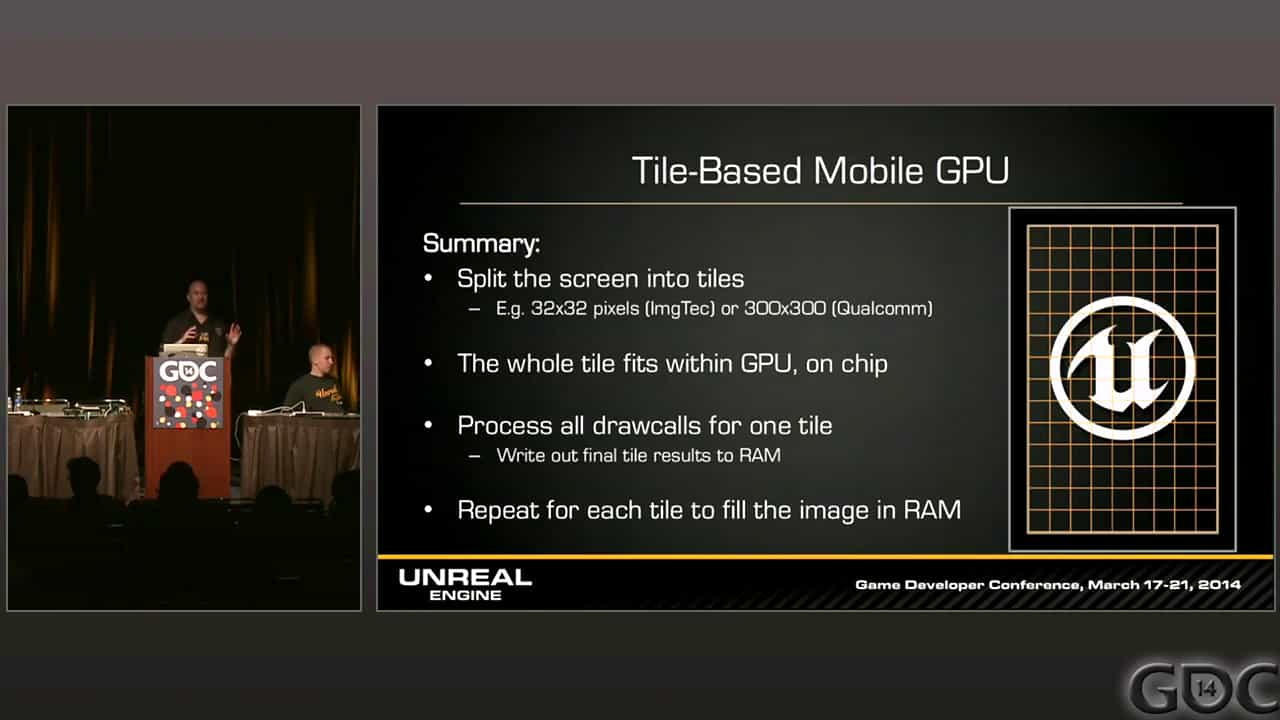 Tile-Based Mobile GPU
Summary:
• Split the screen into tiles
– E.g. 32x32 pixels (ImgTec) or 300x300 (Qualcomm)
• The whole tile fits within GPU, on chip
• Process all drawcalls for one tile
– Write out final tile results to RAM
• Repeat for each tile to fill the image in RAM
UNREAL
ENGINE
Game Developer Conference, March 17-21, 2014
GDC
14
GDC
14